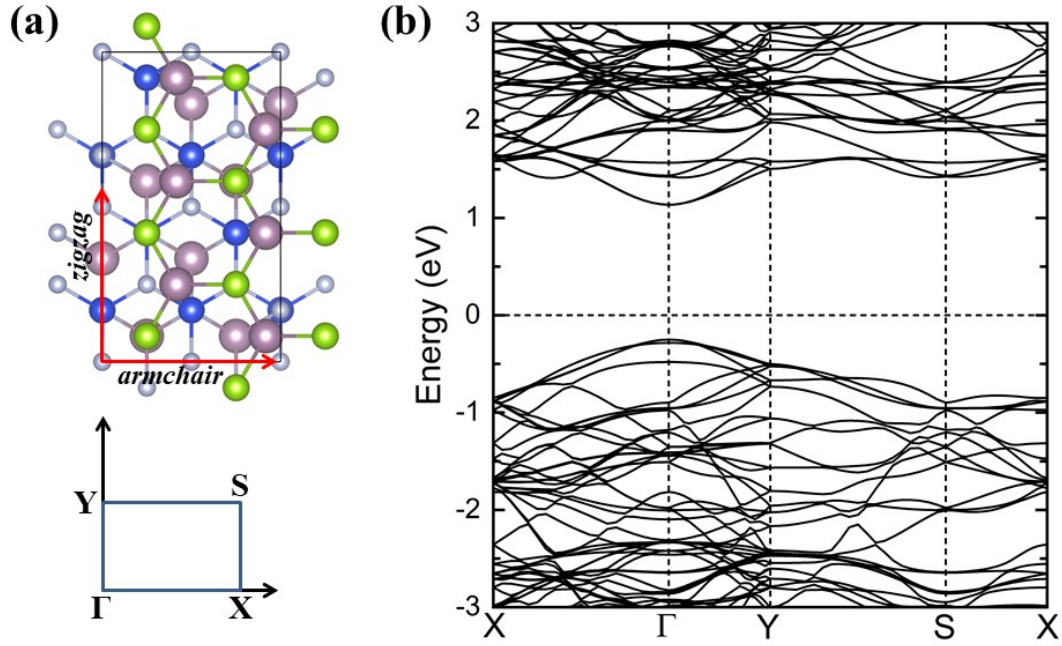 (a)
zigzag
armchair
Y
S
Γ
X
(b)
Energy (eV)
3
2
1
0
-1
-2
-3
X
Γ
Y
S
X